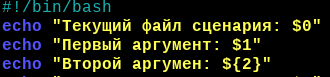 #!/bin/bash
echo "Текущий файл сценария: $0"
echo "Первый аргумент: $1"
echo "Второй аргумен: ${2}"